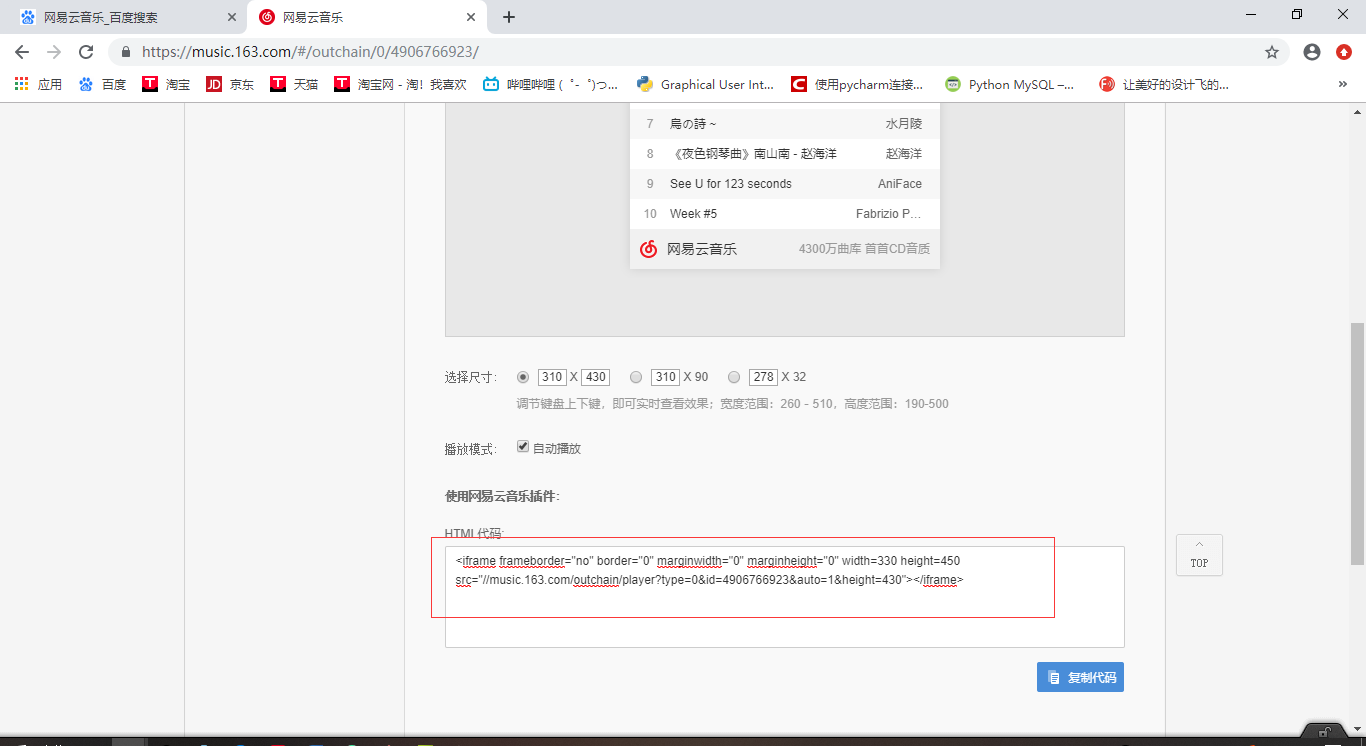 网易云音乐_百度搜索
网易云音乐
https://music.163.com/#/outchain/0/4906766923/
应用 百度 淘宝 京东 天猫 淘宝网 - 淘！我喜欢 哔哩哔哩 ( ゜- ゜)つ... Graphical User Int... 使用pycharm连接... Python MySQL –... 让美好的设计飞的...
7 鳥の詩 ~ 水月陵
8 《夜色钢琴曲》南山南 - 赵海洋 赵海洋
9 See U for 123 seconds AniFace
10 Week #5 Fabrizio P...
网易云音乐 4300万曲库 首首CD音质
选择尺寸： 310 X 430 310 X 90 278 X 32
调节键盘上下键，即可实时查看效果；宽度范围：260 - 510，高度范围：190-500
播放模式： 自动播放
使用网易云音乐插件：
HTML代码:
<iframe frameborder="no" border="0" marginwidth="0" marginheight="0" width=330 height=450
src="//music.163.com/outchain/player?type=0&id=4906766923&auto=1&height=430"></iframe>
TOP
复制代码